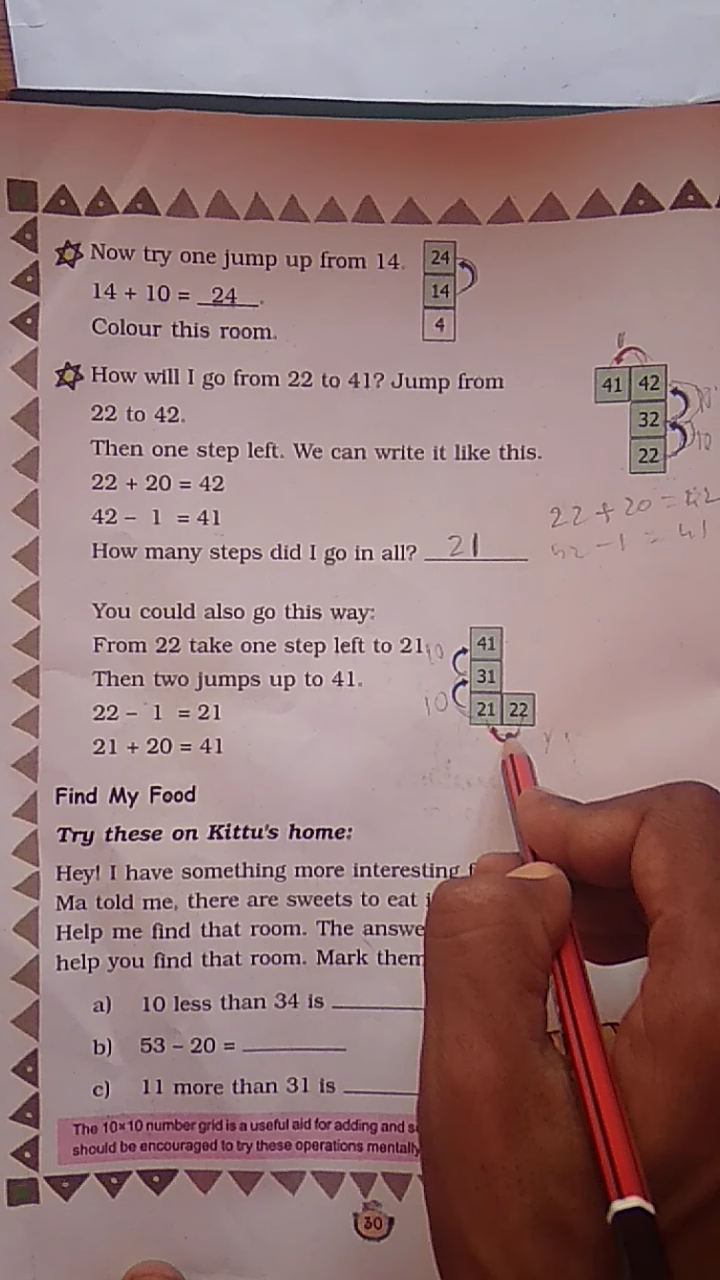 Now try one jump up from 14.
14 + 10 = 24.
Colour this room.
24
14
4
How will I go from 22 to 41? Jump from
22 to 42.
Then one step left. We can write it like this.
22 + 20 = 42
42 - 1 = 41
How many steps did I go in all? 21
41 42
32
22
10
22 + 20 = 42
- 1 = 41
You could also go this way:
From 22 take one step left to 21.
Then two jumps up to 41.
22 - 1 = 21
21 + 20 = 41
10
10
41
31
21 22
Find My Food
Try these on Kittu's home:
Hey! I have something more interesting
Ma told me, there are sweets to eat
Help me find that room. The
help you find that room. Mark them
a) 10 less than 34 is
b) 53 – 20 =
c) 11 more than 31 is
The 10×10 number grid is a useful aid for adding and
should be encouraged to try these operations mentally
30